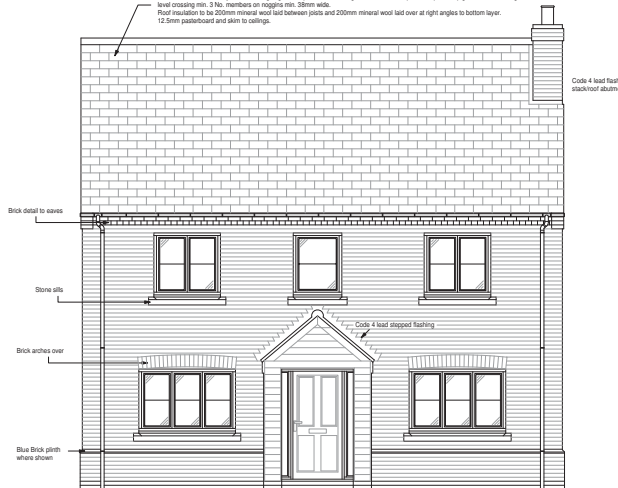 level crossing min. 3 No. members on noggins min. 38mm wide.
Roof insulation to be 200mm mineral wool laid between joists and 200mm mineral wool laid over at right angles to bottom layer.
12.5mm pasterboard and skim to ceilings.
Code 4 lead flas
stack/roof abutm
Brick detail to eaves
Stone sills
Code 4 lead stepped flashing
Brick arches over
Blue Brick plinth
where shown